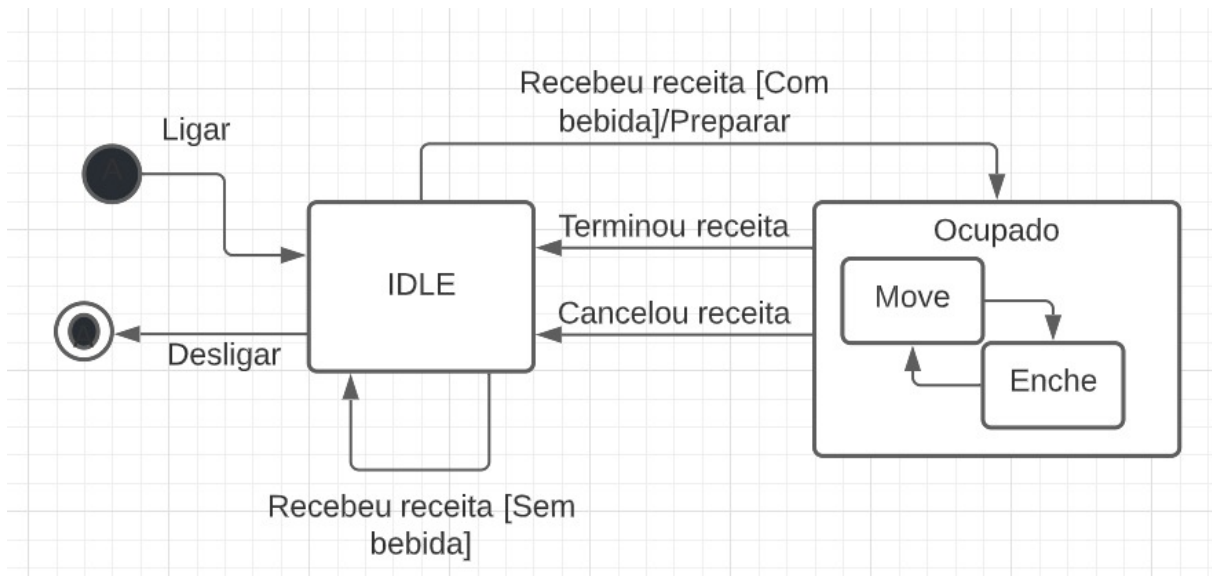 Recebeu receita [Com
bebida]/Preparar
Ligar
A
Terminou receita
Ocupado
IDLE
Move
Cancelou receita
A
Desligar
Enche
Recebeu receita [Sem
bebida]